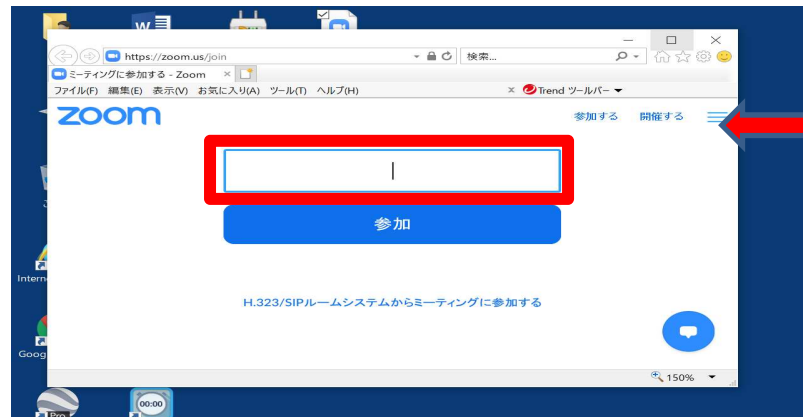 W
https://zoom.us/join
検索...
ミーティングに参加する - Zoom
ファイル(F) 編集(E) 表示(V) お気に入り(A) ツール(T) ヘルプ(H)
Trend ツールバー
zoom
参加する 開催する
参加
H.323/SIPルームシステムからミーティングに参加する
150%
00:00
Pro